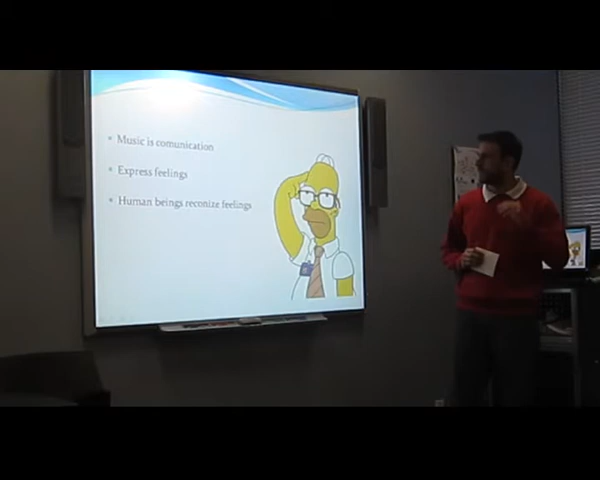 Music is comunication
Express feelings
Human beings reconize feelings